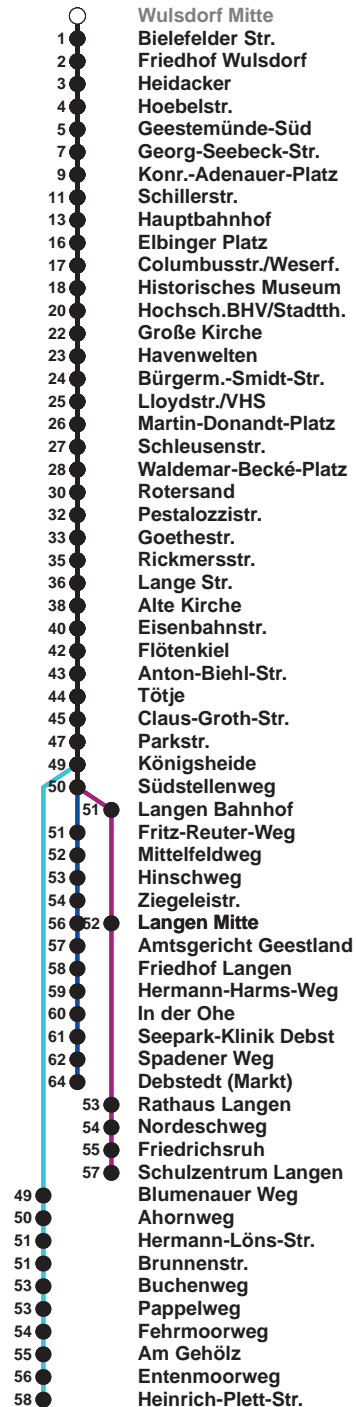 Wulsdorf Mitte
1 Bielefelder Str.
2 Friedhof Wulsdorf
3 Heidacker
4 Hoebelstr.
5 Geestemünde-Süd
7 Georg-Seebeck-Str.
9 Konr.-Adenauer-Platz
11 Schillerstr.
13 Hauptbahnhof
16 Elbinger Platz
17 Columbusstr./Weserf.
18 Historisches Museum
20 Hochsch.BHV/Stadtth.
22 Große Kirche
23 Havenwelten
24 Bürgerm.-Smidt-Str.
25 Lloydstr./VHS
26 Martin-Donandt-Platz
27 Schleusenstr.
28 Waldemar-Becké-Platz
30 Rotersand
32 Pestalozzistr.
33 Goethestr.
35 Rickmersstr.
36 Lange Str.
38 Alte Kirche
40 Eisenbahnstr.
42 Flötenkiel
43 Anton-Biehl-Str.
44 Tötje
45 Claus-Groth-Str.
47 Parkstr.
49 Königsheide
50 Südstellenweg
51 Langen Bahnhof
51 Fritz-Reuter-Weg
52 Mittelfeldweg
53 Hinschweg
54 Ziegeleistr.
56 52 Langen Mitte
57 Amtsgericht Geestland
58 Friedhof Langen
59 Hermann-Harms-Weg
60 In der Ohe
61 Seepark-Klinik Debst
62 Spadener Weg
64 Debstedt (Markt)
53 Rathaus Langen
54 Nordeschweg
55 Friedrichsruh
57 Schulzentrum Langen
49 Blumenauer Weg
50 Ahornweg
51 Hermann-Löns-Str.
51 Brunnenstr.
53 Buchenweg
53 Pappelweg
54 Fehrmoorweg
55 Am Gehölz
56 Entenmoorweg
58 Heinrich-Plett-Str.